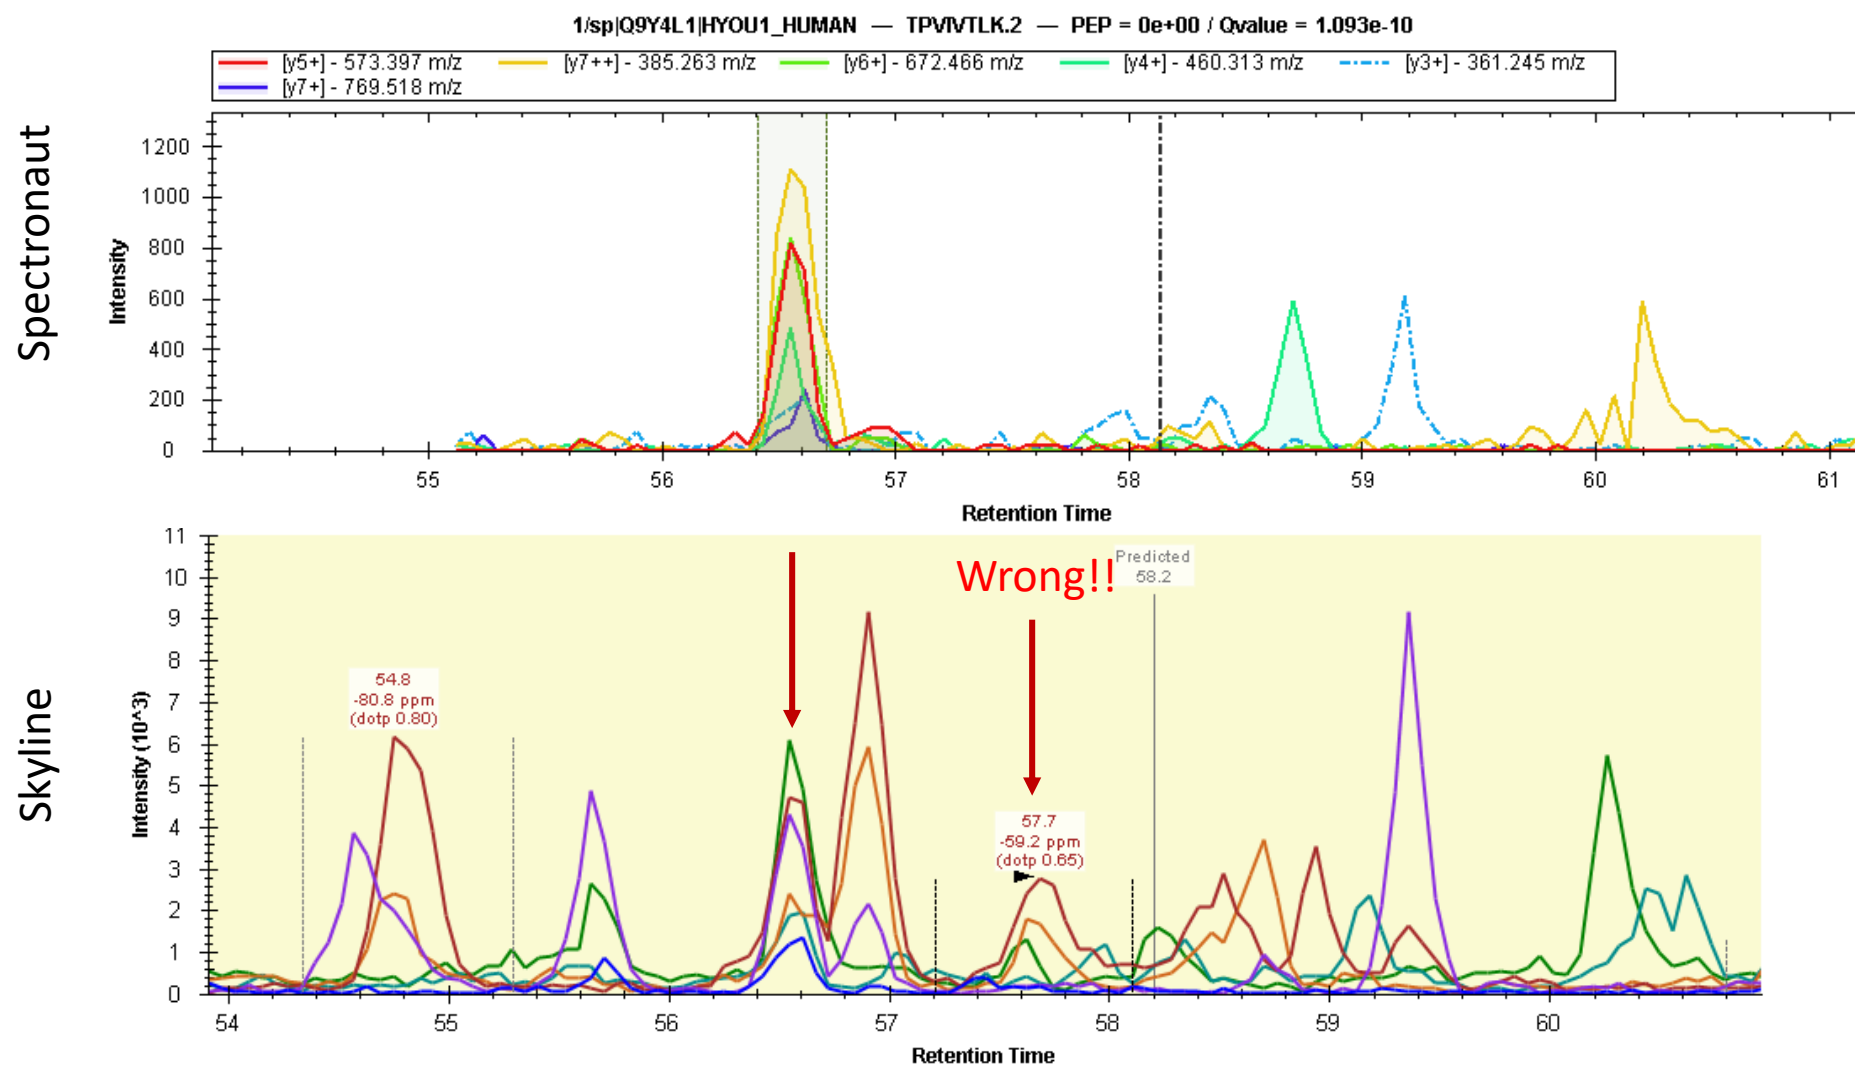 1/sp|Q9Y4L1|HYOU1_HUMAN — TPVIVTLK.2 — PEP = 0e+00 / Qvalue = 1.093e-10
[y5+] - 573.397 m/z [y7++] - 385.263 m/z [y6+] - 672.466 m/z [y4+] - 460.313 m/z [y3+] - 361.245 m/z
[y7+] - 769.518 m/z
Spectronaut
Intensity
1200
1000
800
600
400
200
0
55 56 57 58 59 60 61
Retention Time
Skyline
Intensity (10^3)
11
10
9
8
7
6
5
4
3
2
1
0
Wrong!!
Predicted
58.2
54.8
-80.8 ppm
(dotp 0.80)
57.7
-59.2 ppm
(dotp 0.65)
54 55 56 57 58 59 60
Retention Time